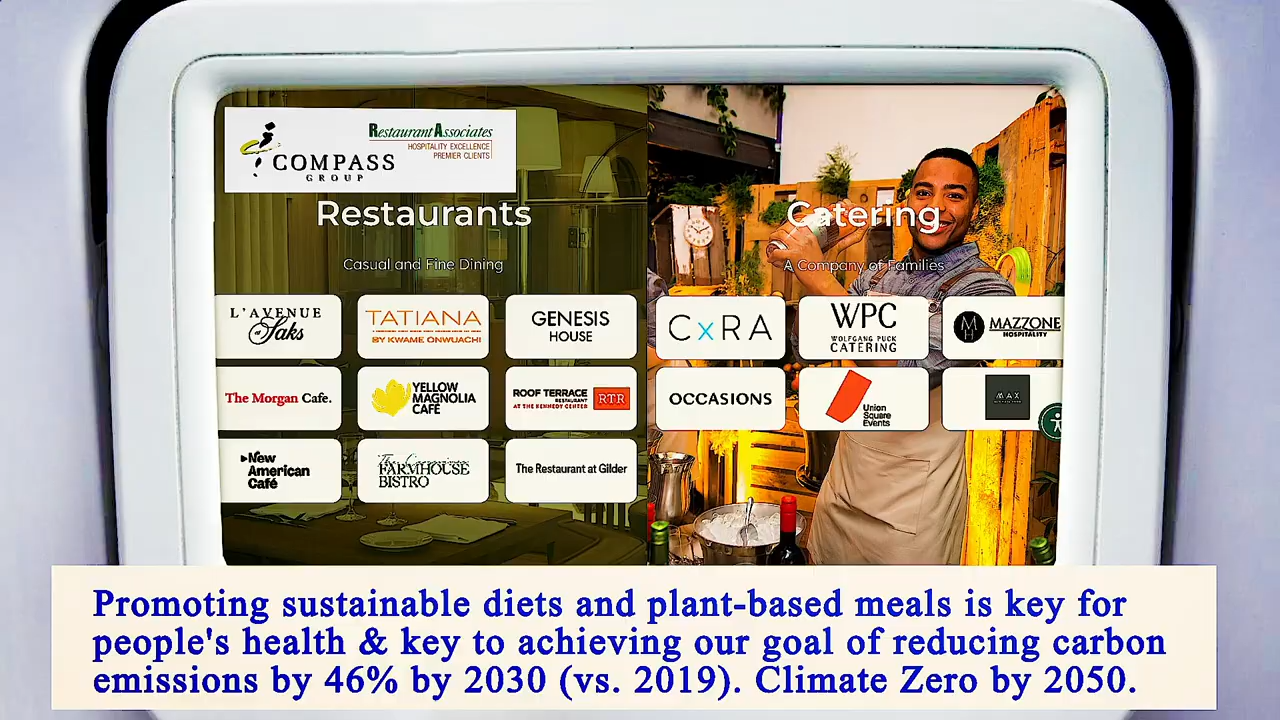 COMPASS
GROUP
Restaurant Associates
HOSPITALITY EXCELLENCE
PREMIER CLIENTS
Restaurants
Casual and Fine Dining
L'AVENUE
at Saks
TATIANA
BY KWAME ONWUACHI
GENESIS
HOUSE
The Morgan Cafe.
YELLOW
MAGNOLIA
CAFÉ
ROOF TERRACE
RESTAURANT
AT THE KENNEDY CENTER
RTR
New
American
Café
FARMHOUSE
BISTRO
The Restaurant at Gilder
Catering
A Company of Families
CxRA
WPC
WOLFGANG PUCK
CATERING
M
H
MAZZONE
HOSPITALITY
OCCASIONS
Union
Square
Events
MAX
Promoting sustainable diets and plant-based meals is key for
people's health & key to achieving our goal of reducing carbon
emissions by 46% by 2030 (vs. 2019). Climate Zero by 2050.